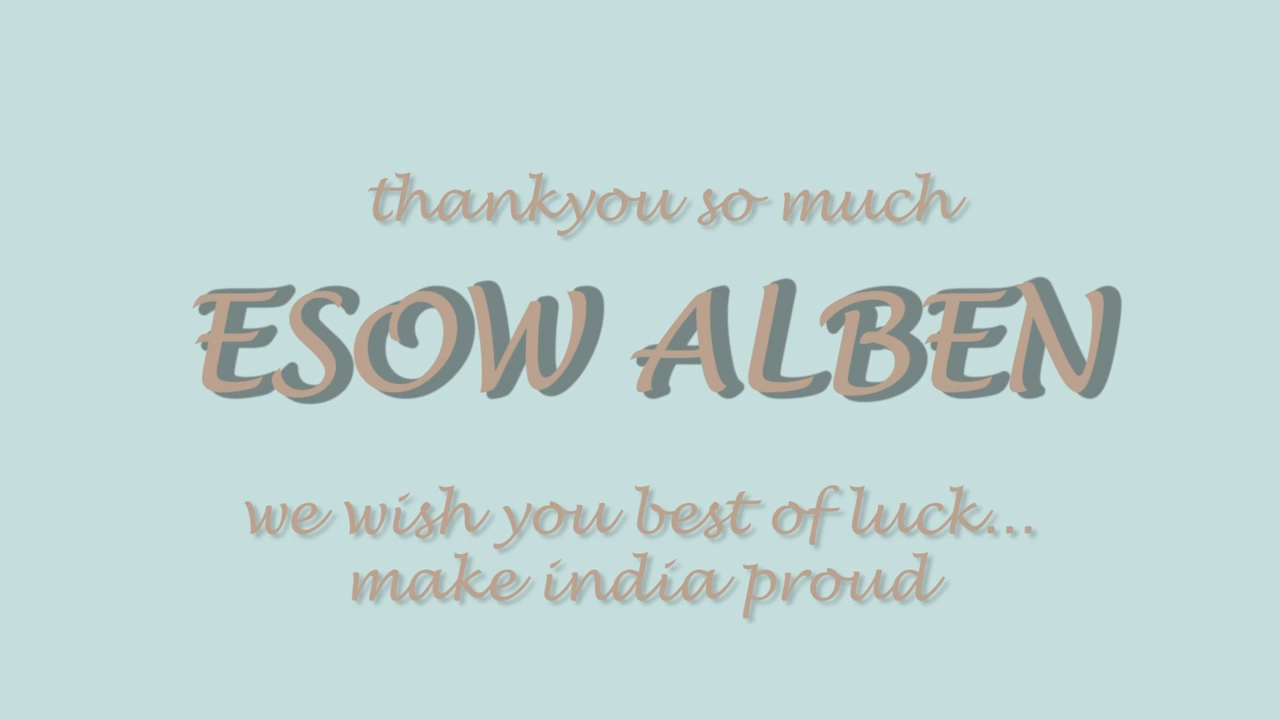 thankyou so much
ESOW ALBEN
we wish you best of luck...
make india proud